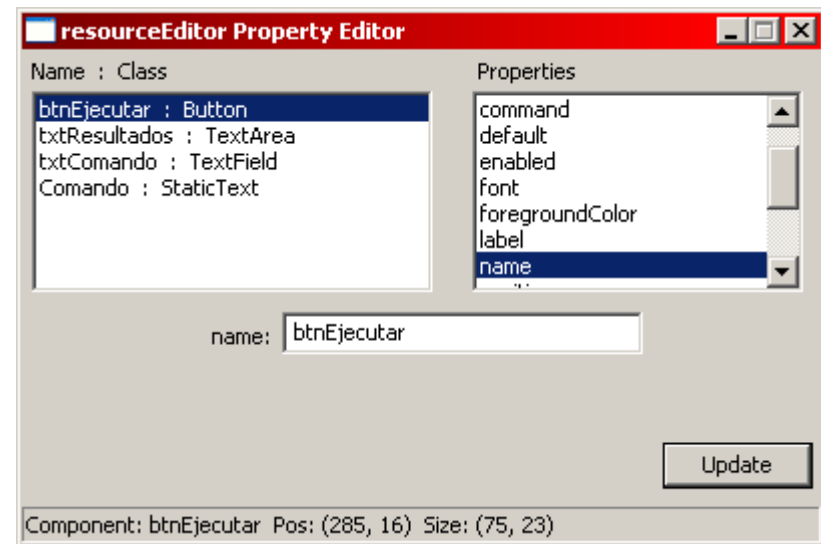 resourceEditor Property Editor
Name : Class
btnEjecutar : Button
txtResultados : TextArea
txtComando : TextField
Comando : StaticText
Properties
command
default
enabled
font
foregroundColor
label
name
name:
btnEjecutar
Update
Component: btnEjecutar Pos: (285, 16) Size: (75, 23)